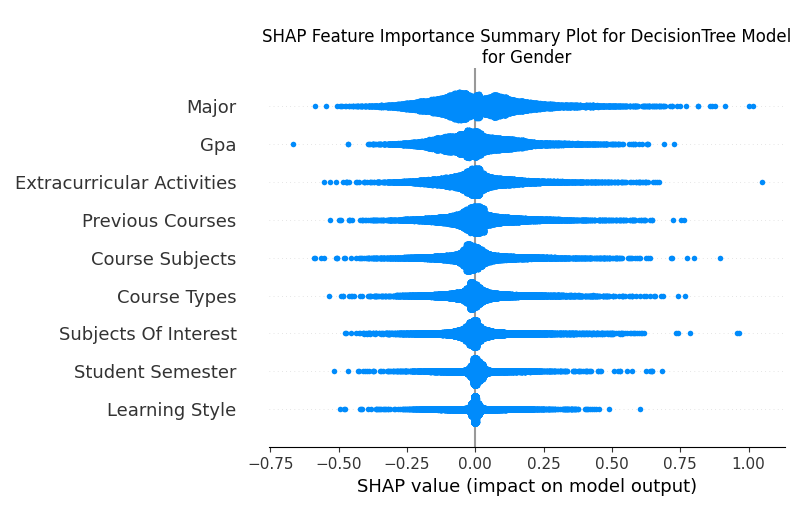 SHAP Feature Importance Summary Plot for DecisionTree Model
for Gender
Major
Gpa
Extracurricular Activities
Previous Courses
Course Subjects
Course Types
Subjects Of Interest
Student Semester
Learning Style
−0.75 −0.50 −0.25 0.00 0.25 0.50 0.75 1.00
SHAP value (impact on model output)